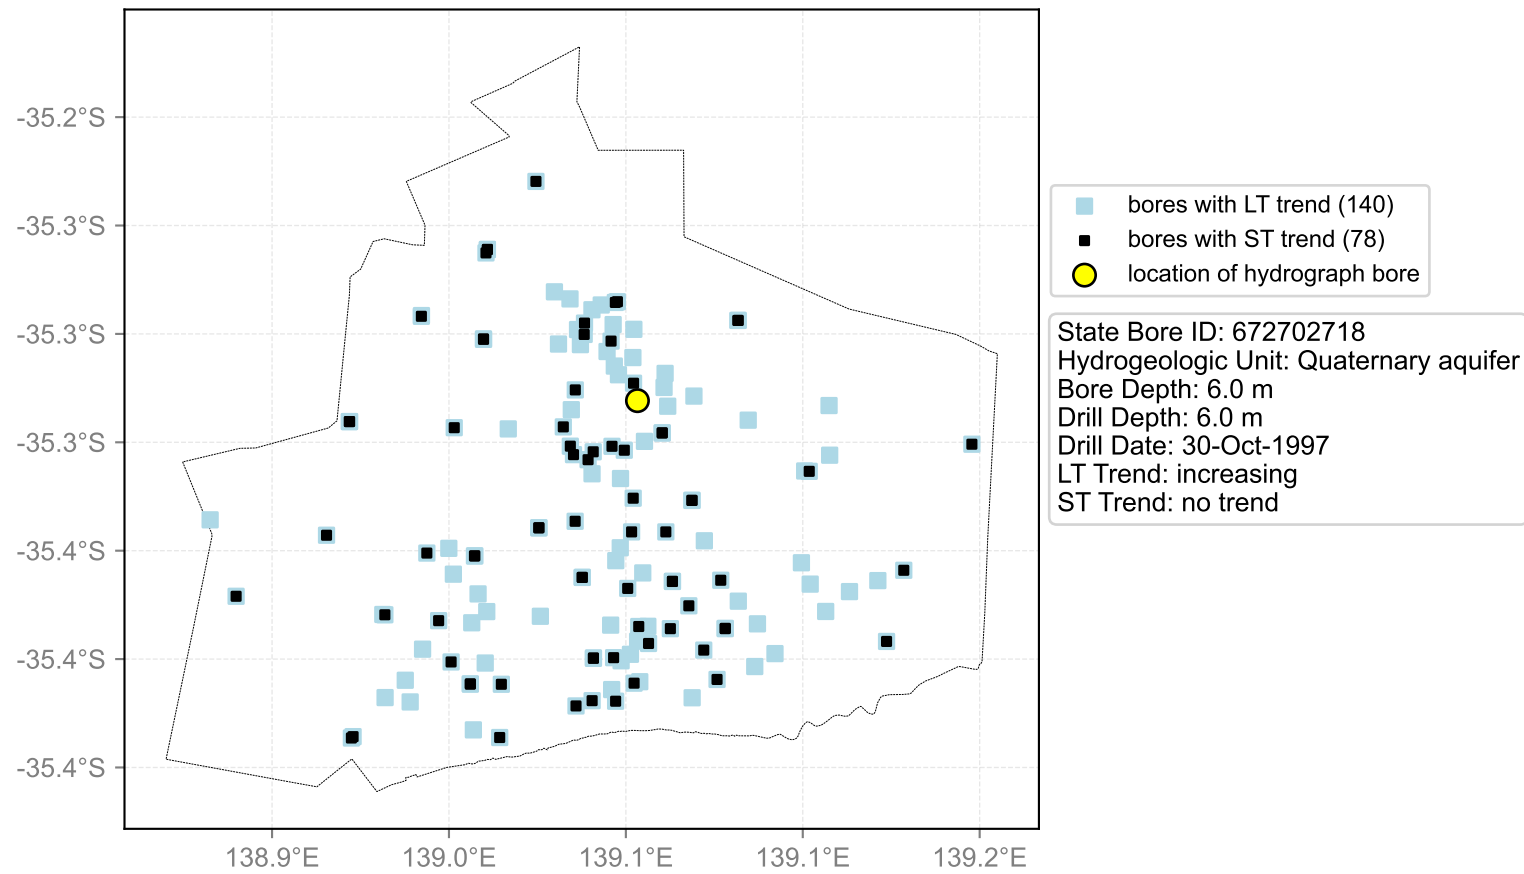 -35.2°S
-35.3°S
-35.3°S
-35.3°S
-35.4°S
-35.4°S
-35.4°S
138.9°E
139.0°E
139.1°E
139.1°E
139.2°E
bores with LT trend (140)
bores with ST trend (78)
location of hydrograph bore
State Bore ID: 672702718
Hydrogeologic Unit: Quaternary aquifer
Bore Depth: 6.0 m
Drill Depth: 6.0 m
Drill Date: 30-Oct-1997
LT Trend: increasing
ST Trend: no trend